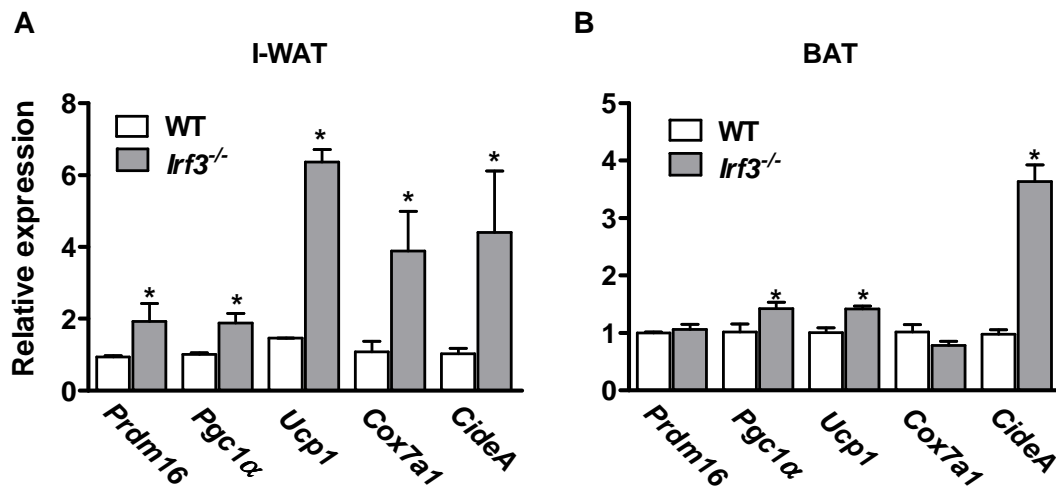 A
I-WAT
Relative expression
8
6
4
2
0
WT
Irf3-/-
*
*
*
*
*
Prdm16
Pgc1α
Ucp1
Cox7a1
CideA
B
BAT
5
4
3
2
1
0
WT
Irf3-/-
*
*
*
Prdm16
Pgc1α
Ucp1
Cox7a1
CideA